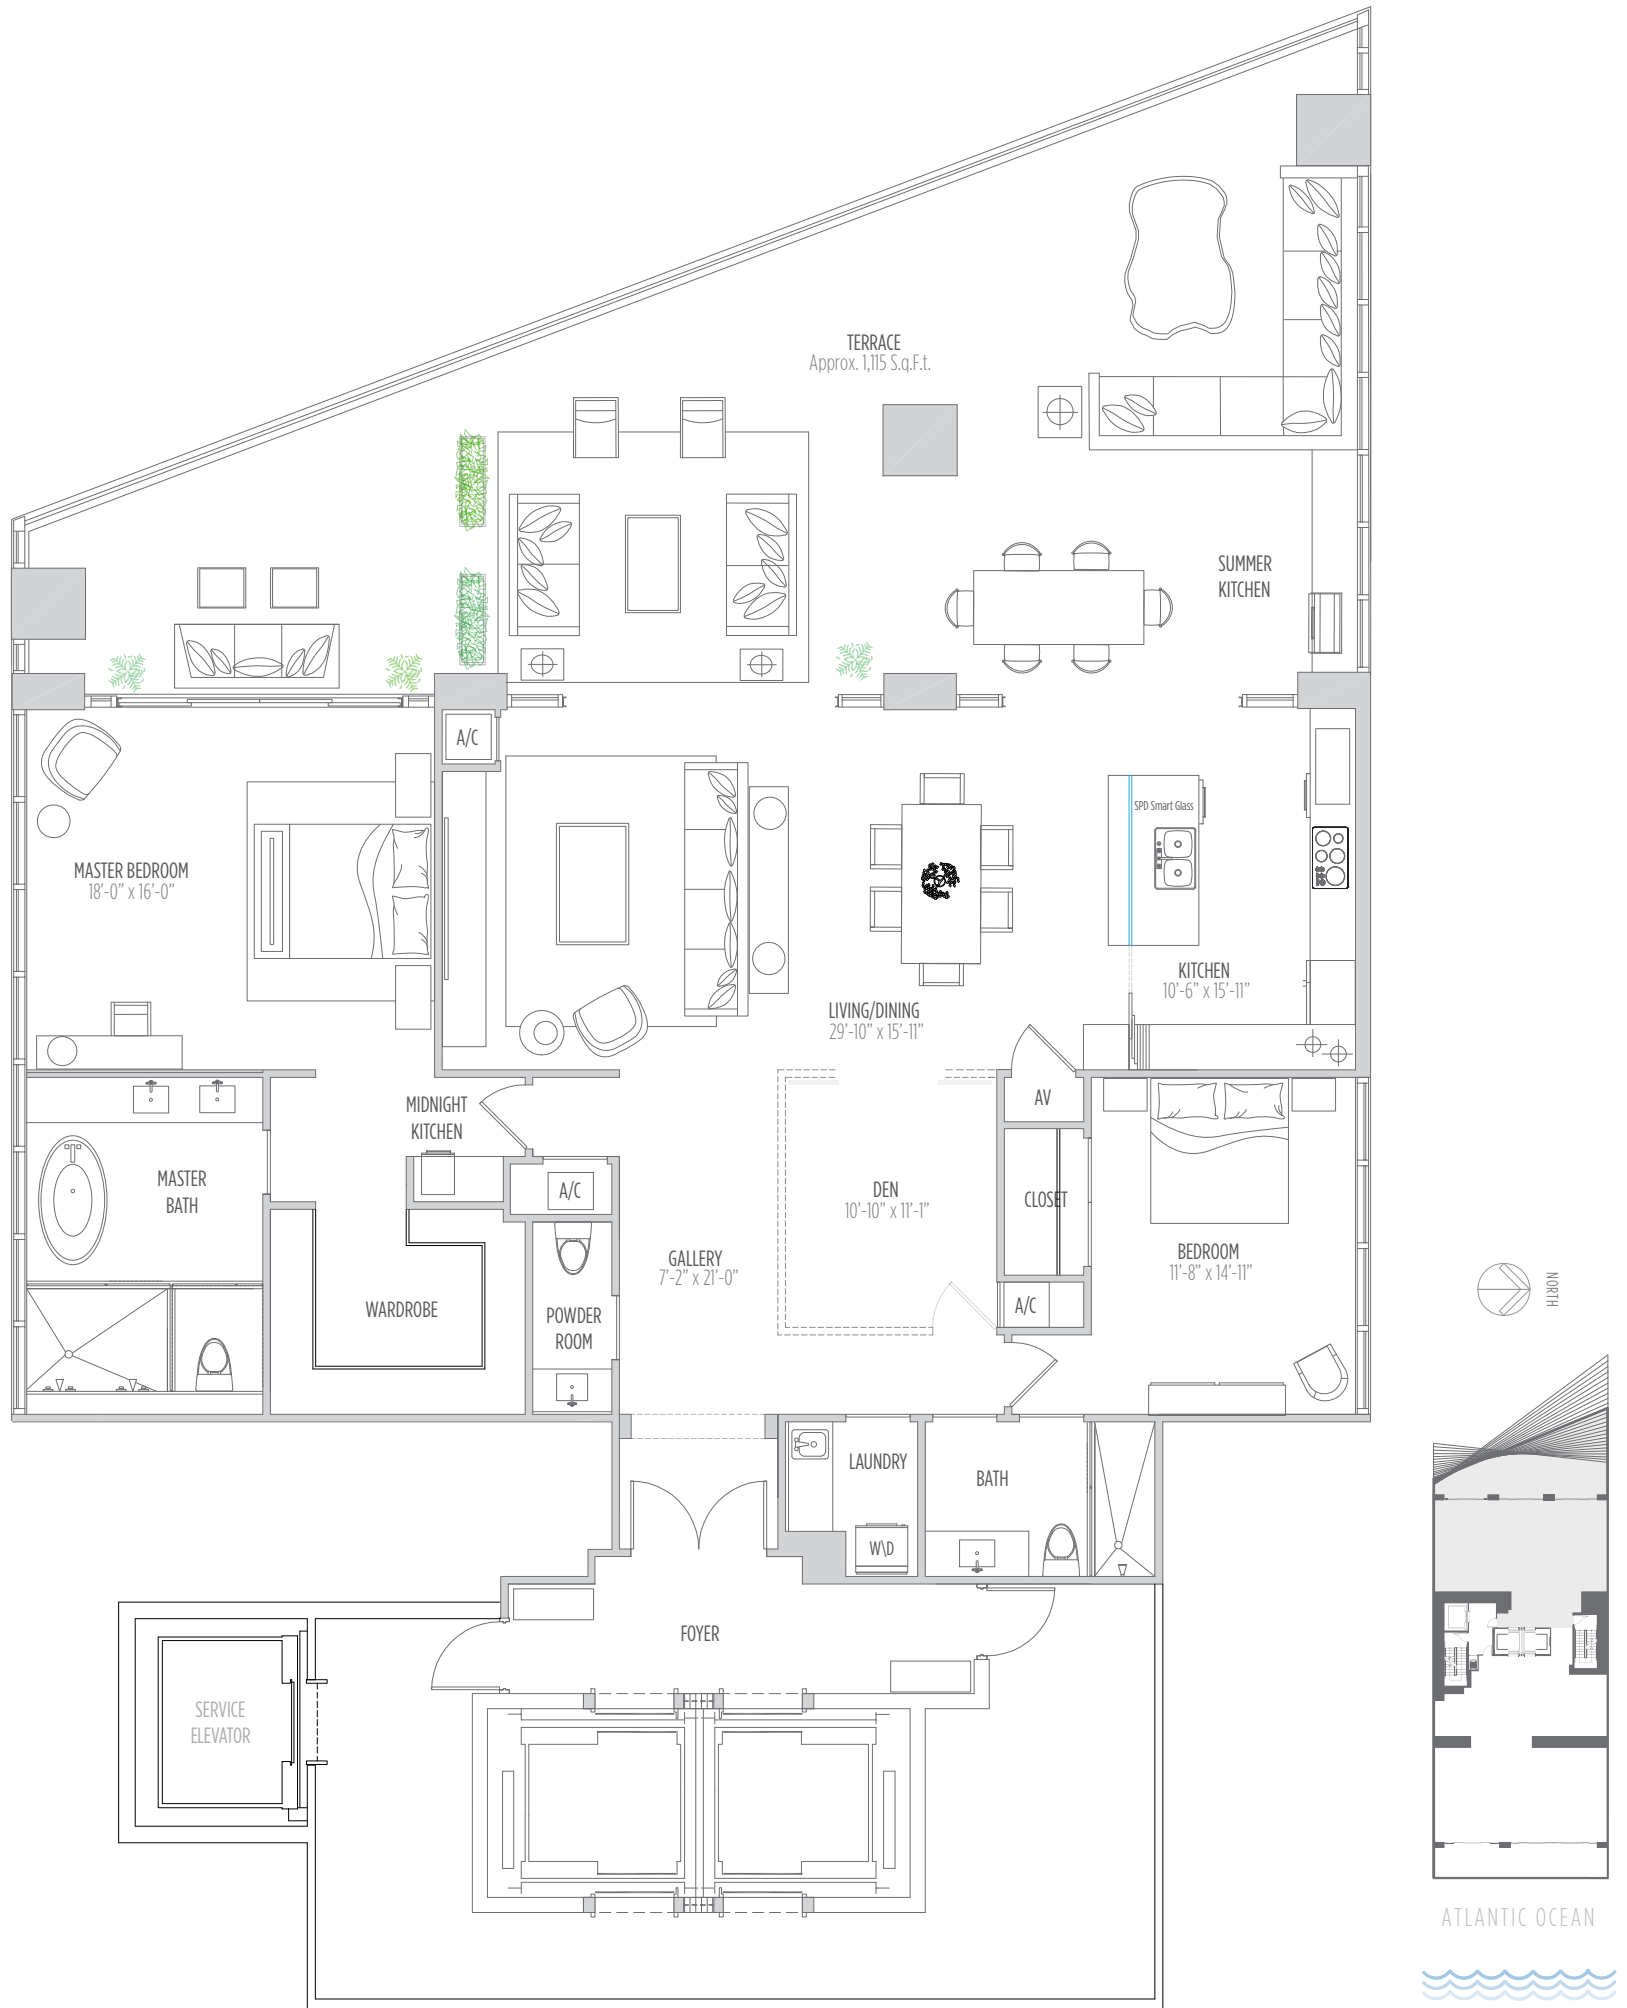 TERRACE
Approx. 1,115 S.q.F.t.
SUMMER
KITCHEN
A/C
SPD Smart Glass
MASTER BEDROOM
18'-0" x 16'-0"
KITCHEN
10'-6" x 15'-11"
LIVING/DINING
29'-10" x 15'-11"
MIDNIGHT
KITCHEN
AV
MASTER
BATH
A/C
DEN
10'-10" x 11'-1"
CLOSET
GALLERY
7'-2" x 21'-0"
BEDROOM
11'-8" x 14'-11"
WARDROBE
POWDER
ROOM
A/C
NORTH
LAUNDRY
BATH
W\D
FOYER
SERVICE
ELEVATOR
ATLANTIC OCEAN